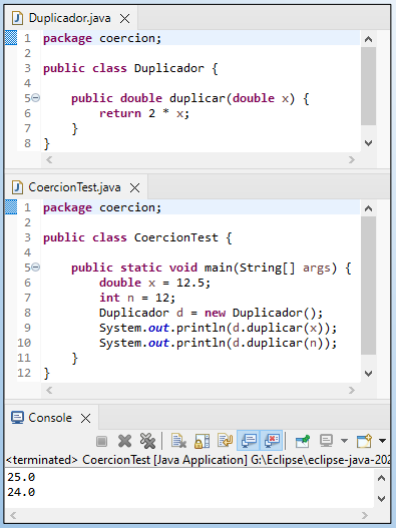 Duplicador.java
1 package coercion;
2
3 public class Duplicador {
4
5 public double duplicar(double x) {
6 return 2 * x;
7 }
8 }
CoercionTest.java
1 package coercion;
2
3 public class CoercionTest {
4
5 public static void main(String[] args) {
6 double x = 12.5;
7 int n = 12;
8 Duplicador d = new Duplicador();
9 System.out.println(d.duplicar(x));
10 System.out.println(d.duplicar(n));
11 }
12 }
Console
<terminated> CoercionTest [Java Application] G:\Eclipse\eclipse-java-202
25.0
24.0